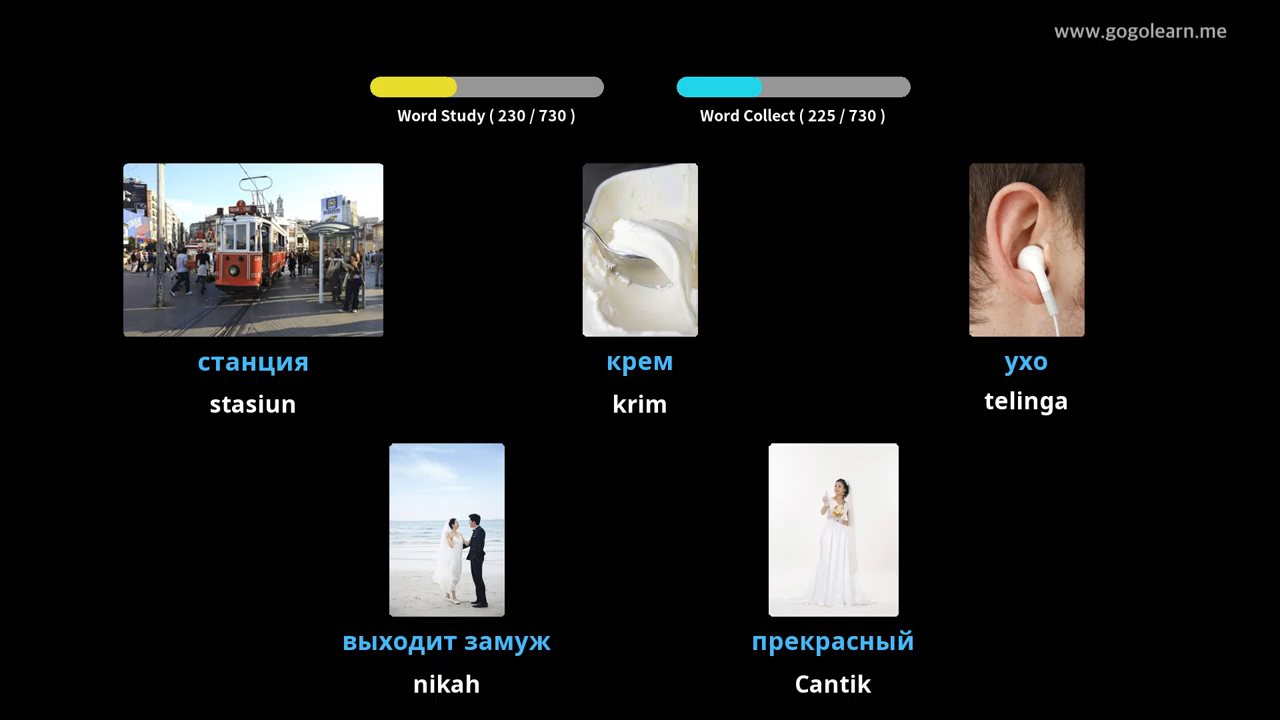 www.gogolearn.me
Word Study ( 230 / 730 )
Word Collect ( 225 / 730 )
станция
stasiun
крем
krim
ухо
telinga
выходит замуж
nikah
прекрасный
Cantik